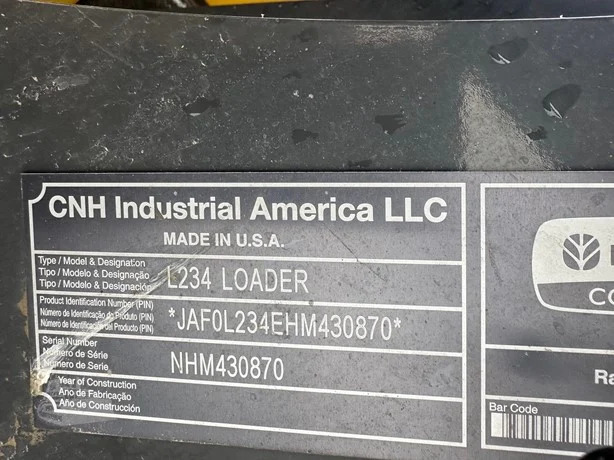 CNH Industrial America LLC
MADE IN U.S.A.
Type / Model & Designation
Tipo / Modelo & Designação
Tipo / Modelo & Designación
L234 LOADER
Product Identification Number (PIN)
Número de Identificação do Produto (PIN)
Número de Identificación del Producto (PIN)
*JAF0L234EHM430870*
Serial Number
Número de Série
Número de Serie
NHM430870
Year of Construction
Ano de Fabricação
Año de Construcción
CO
Ra
Bar Code